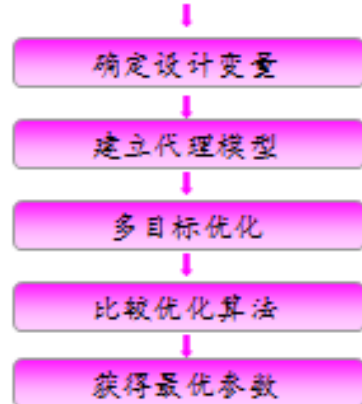 确定设计变量
建立代理模型
多目标优化
比较优化算法
获得最优参数